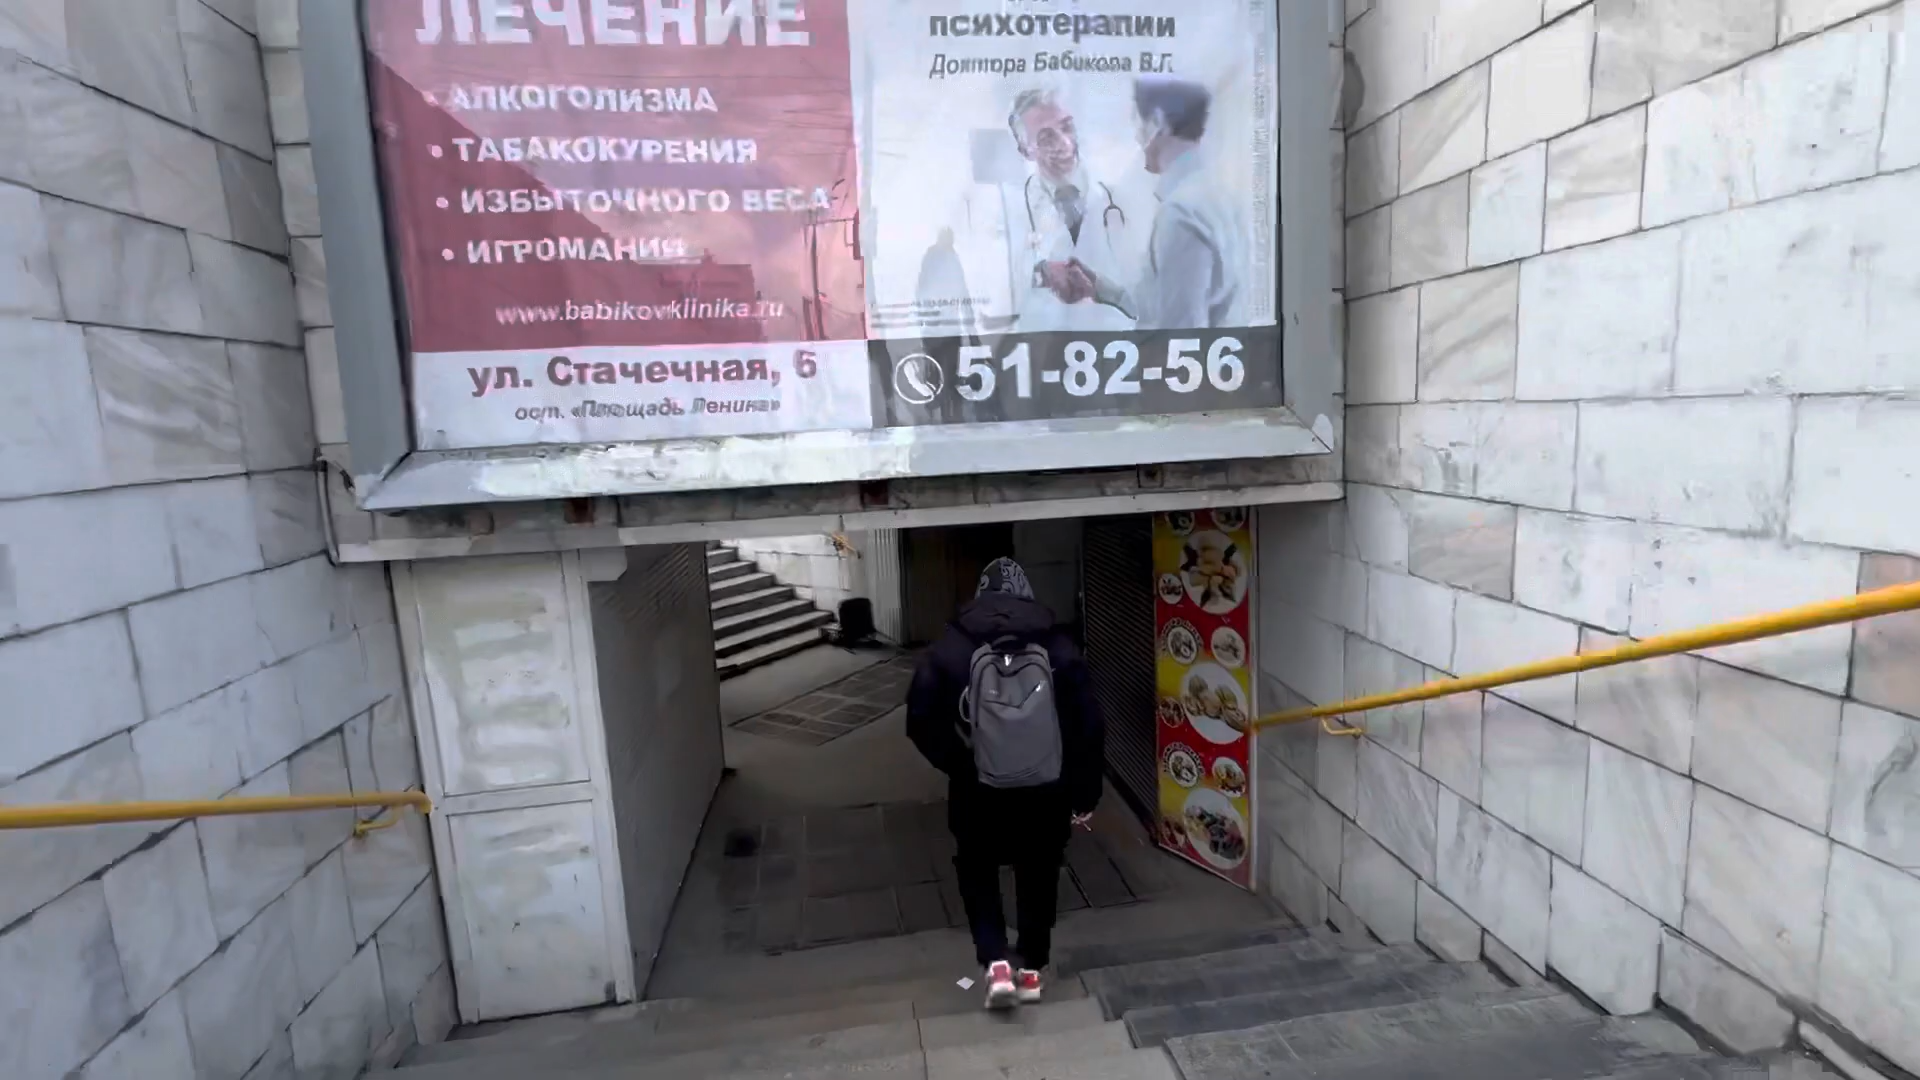 ЛЕЧЕНИЕ
• АЛКОГОЛИЗМА
• ТАБАКОКУРЕНИЯ
• ИЗБЫТОЧНОГО ВЕСА
• ИГРОМАНИИ
www.babikovklinika.ru
ул. Стачечная, 6
ост. «Площадь Ленина»
психотерапии
Доктора Бабикова В.Г.
51-82-56